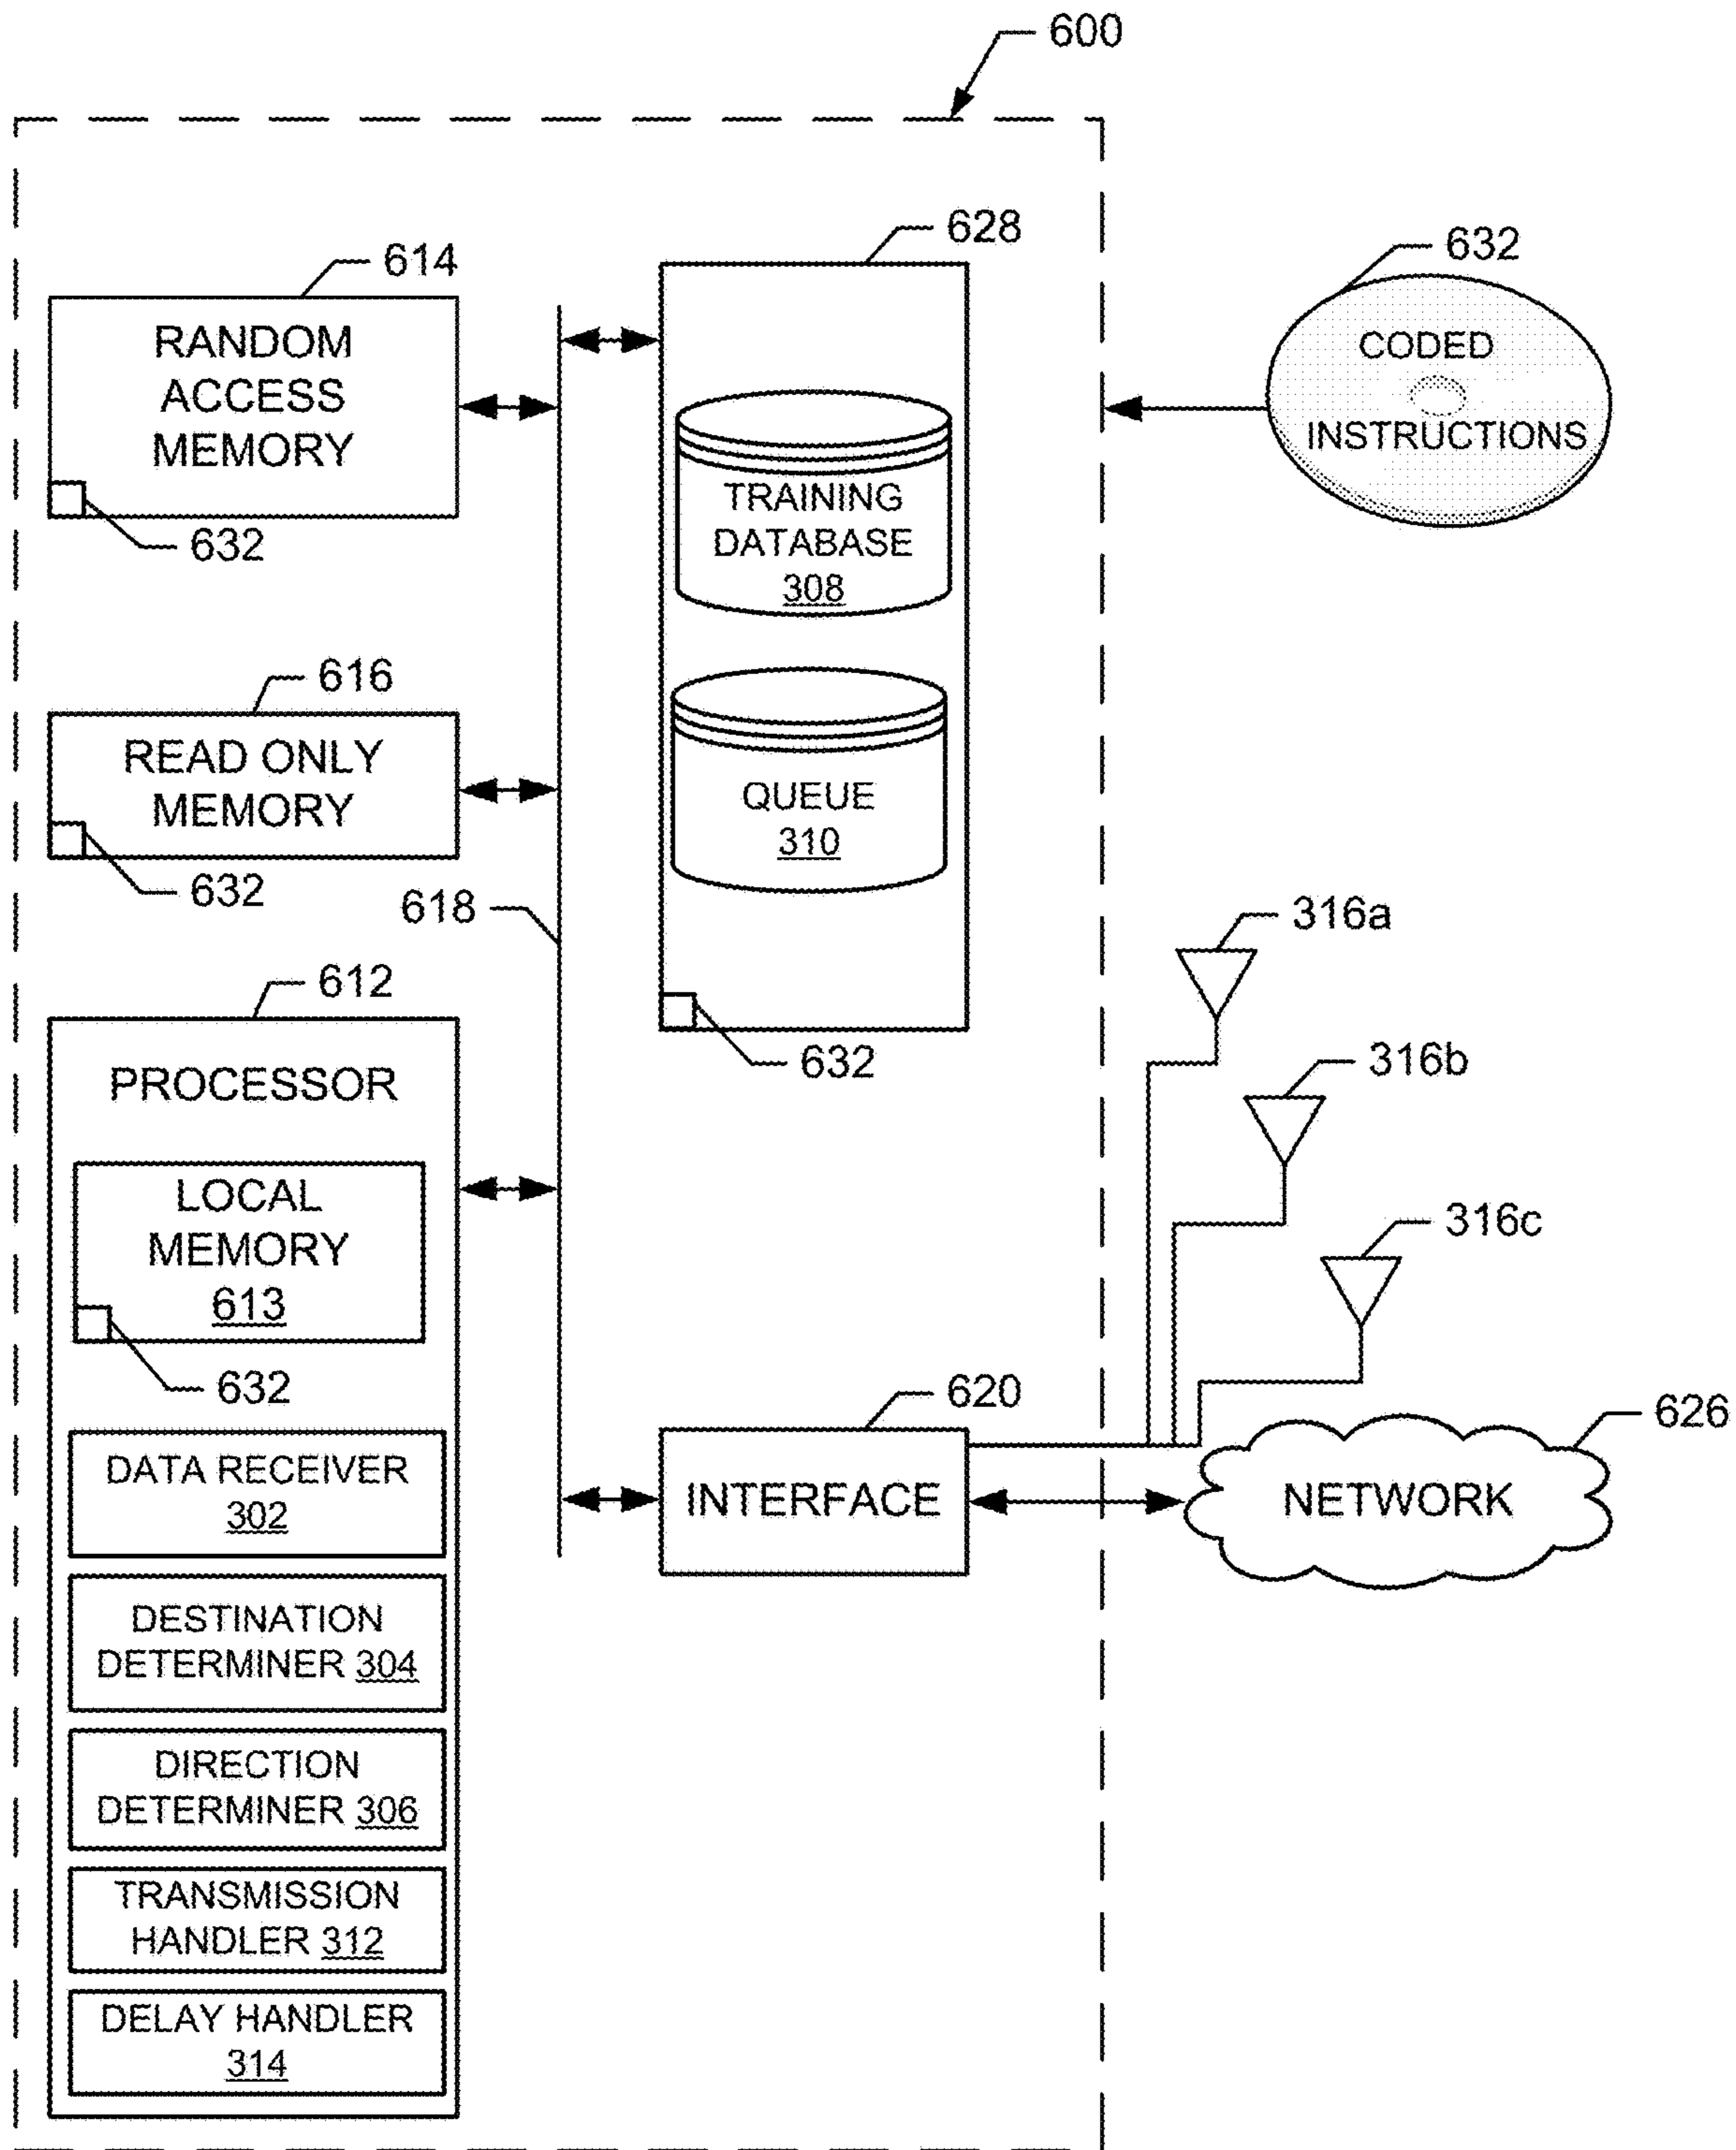 600
614
RANDOM
ACCESS
MEMORY
632
628
TRAINING
DATABASE
308
QUEUE
310
632
632
CODED
INSTRUCTIONS
616
READ ONLY
MEMORY
632
618
612
PROCESSOR
LOCAL
MEMORY
613
632
DATA RECEIVER
302
DESTINATION
DETERMINER 304
DIRECTION
DETERMINER 306
TRANSMISSION
HANDLER 312
DELAY HANDLER
314
316a
316b
316c
620
INTERFACE
626
NETWORK